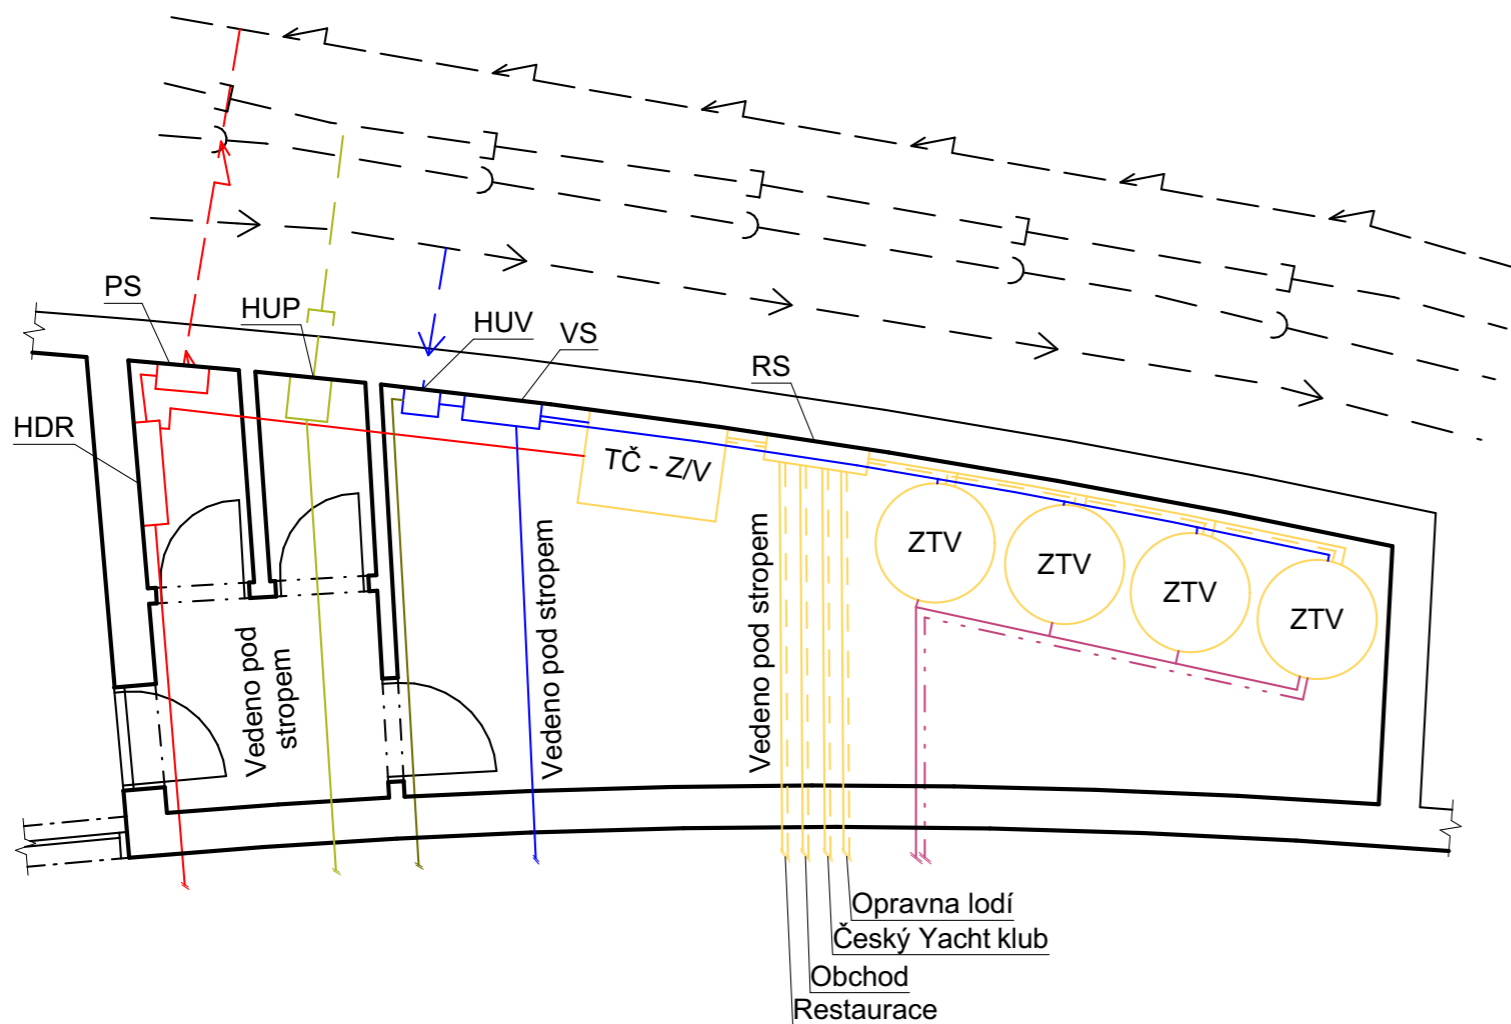 PS
HUP
HUV
VS
RS
HDR
TČ - Z/V
ZTV
ZTV
ZTV
ZTV
Vedeno pod
stropem
Vedeno pod stropem
Vedeno pod stropem
Opravna lodí
Český Yacht klub
Obchod
Restaurace